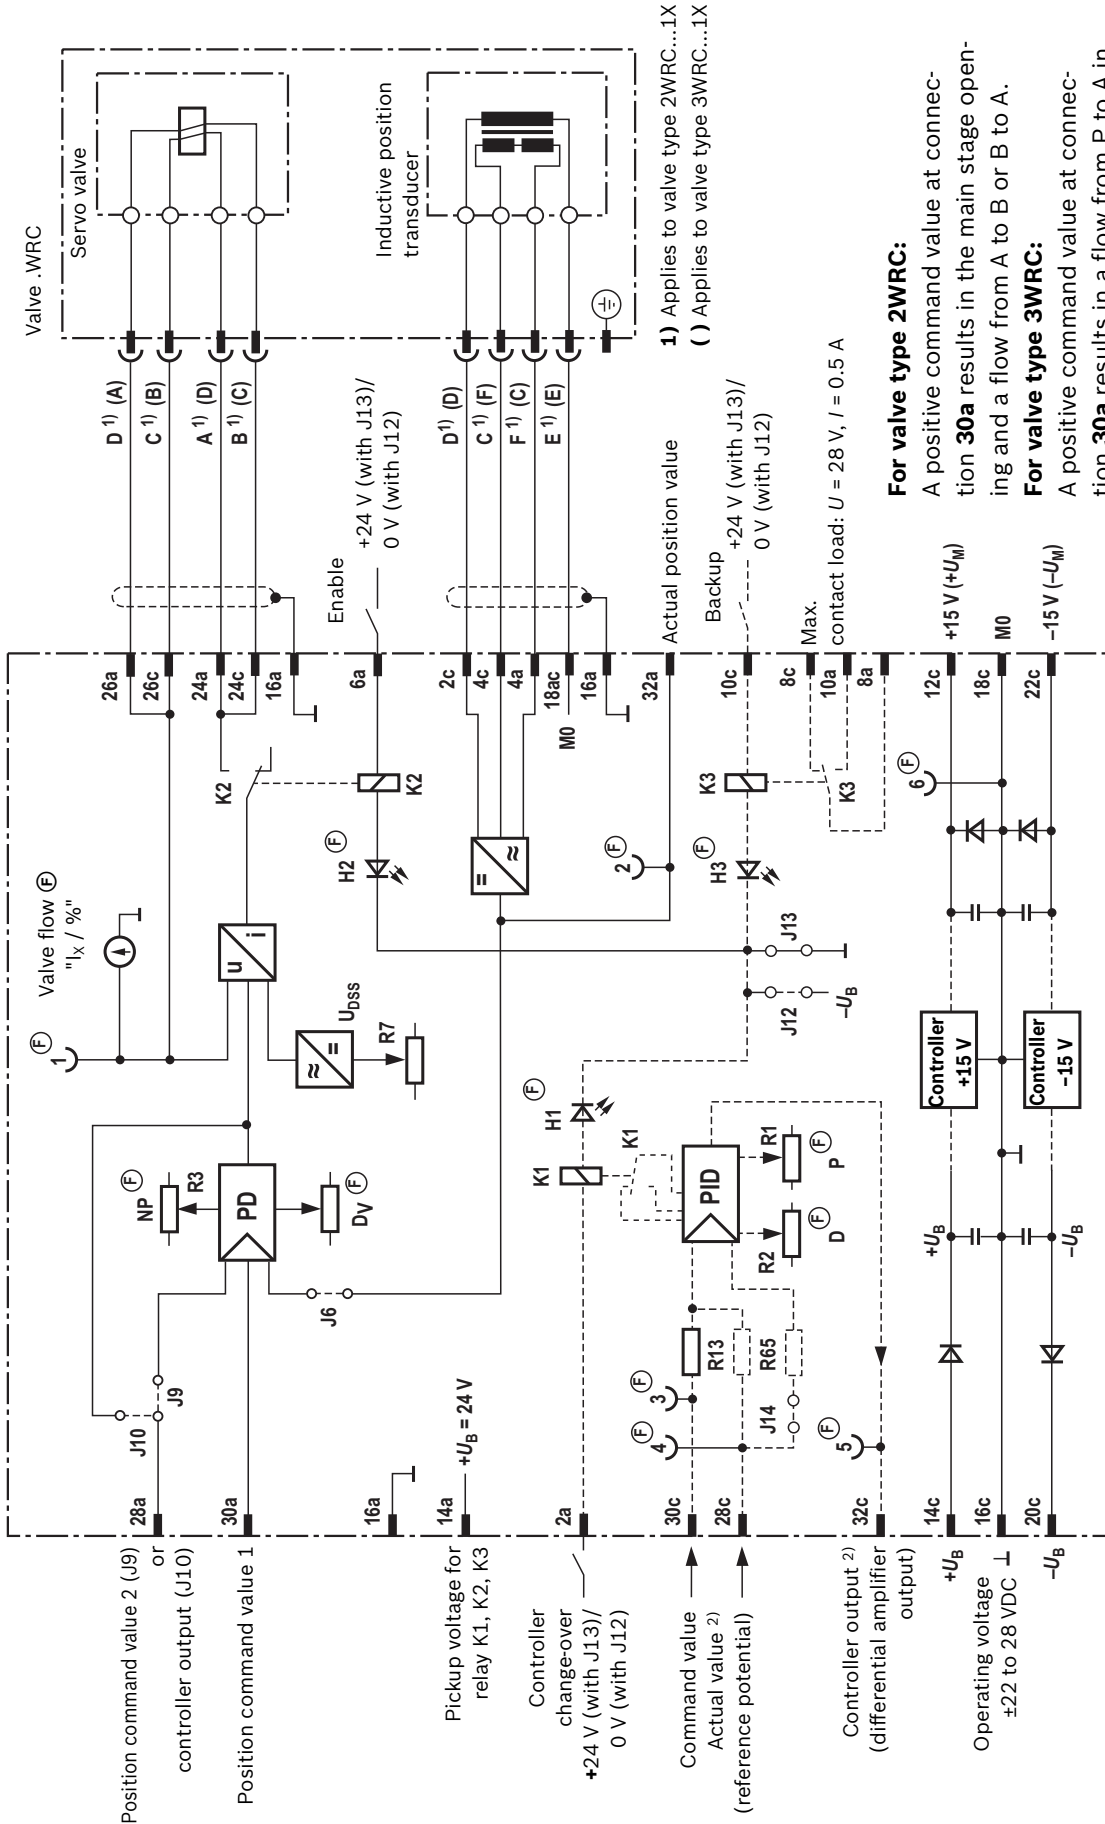 Valve .WRC
Servo valve
Inductive position
transducer
D 1) (A)
C 1) (B)
A 1) (D)
B 1) (C)
D 1) (D)
C 1) (F)
F 1) (C)
E 1) (E)
1) Applies to valve type 2WRC...1X
( ) Applies to valve type 3WRC...1X
Enable
+24 V (with J13)/
0 V (with J12)
Actual position value
Backup
+24 V (with J13)/
0 V (with J12)
Max.
contact load: U = 28 V, I = 0.5 A
+15 V (+UM)
M0
−15 V (−UM)
For valve type 2WRC:
A positive command value at connec-
tion 30a results in the main stage open-
ing and a flow from A to B or B to A.
For valve type 3WRC:
A positive command value at connec-
tion 30a results in a flow from P to A in
26a
26c
24a
24c
16a
6a
2c
4c
4a
18ac
16a
32a
10c
8c
10a
8a
12c
18c
22c
M0
Valve flow F
"IX / %"
1 F
u
i
K2
K2
H2 F
UDSS
R7
2 F
H3 F
K3
K3
J13
J12
−UB
6 F
NP F
R3
PD
DV F
J6
J9
J10
H1 F
K1
K1
PID
R1
P F
R2
D F
R13
R65
J14
3 F
4 F
5 F
Controller
+15 V
Controller
−15 V
+UB
−UB
28a
30a
16a
14a
+UB = 24 V
2a
30c
28c
32c
14c
16c
20c
Position command value 2 (J9)
or
controller output (J10)
Position command value 1
Pickup voltage for
relay K1, K2, K3
Controller
change-over
+24 V (with J13)/
0 V (with J12)
Command value
Actual value 2)
(reference potential)
Controller output 2)
(differential amplifier
output)
+UB
Operating voltage ⊥
±22 to 28 VDC
−UB